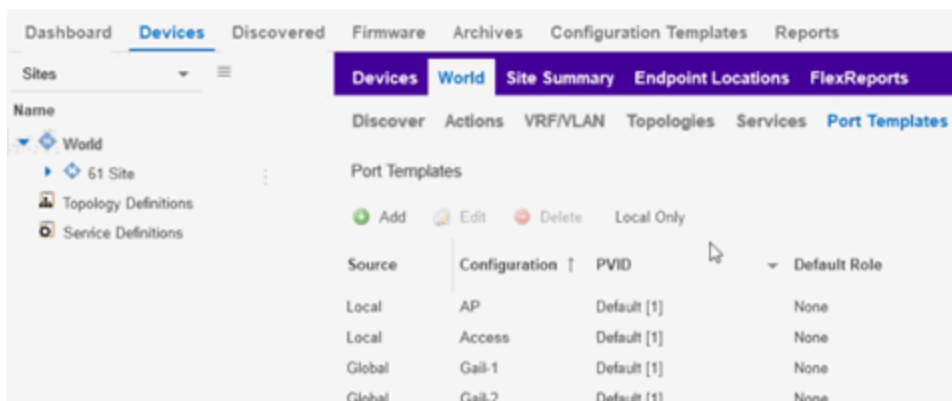 Dashboard Devices Discovered Firmware Archives Configuration Templates Reports
Sites
Devices World Site Summary Endpoint Locations FlexReports
Name
Discover Actions VRF/VLAN Topologies Services Port Templates
World
61 Site
Topology Definitions
Service Definitions
Port Templates
Add Edit Delete Local Only
Source Configuration ↑ PVID Default Role
Local AP Default [1] None
Local Access Default [1] None
Global Gail-1 Default [1] None
Global Gail-2 Default [1] None